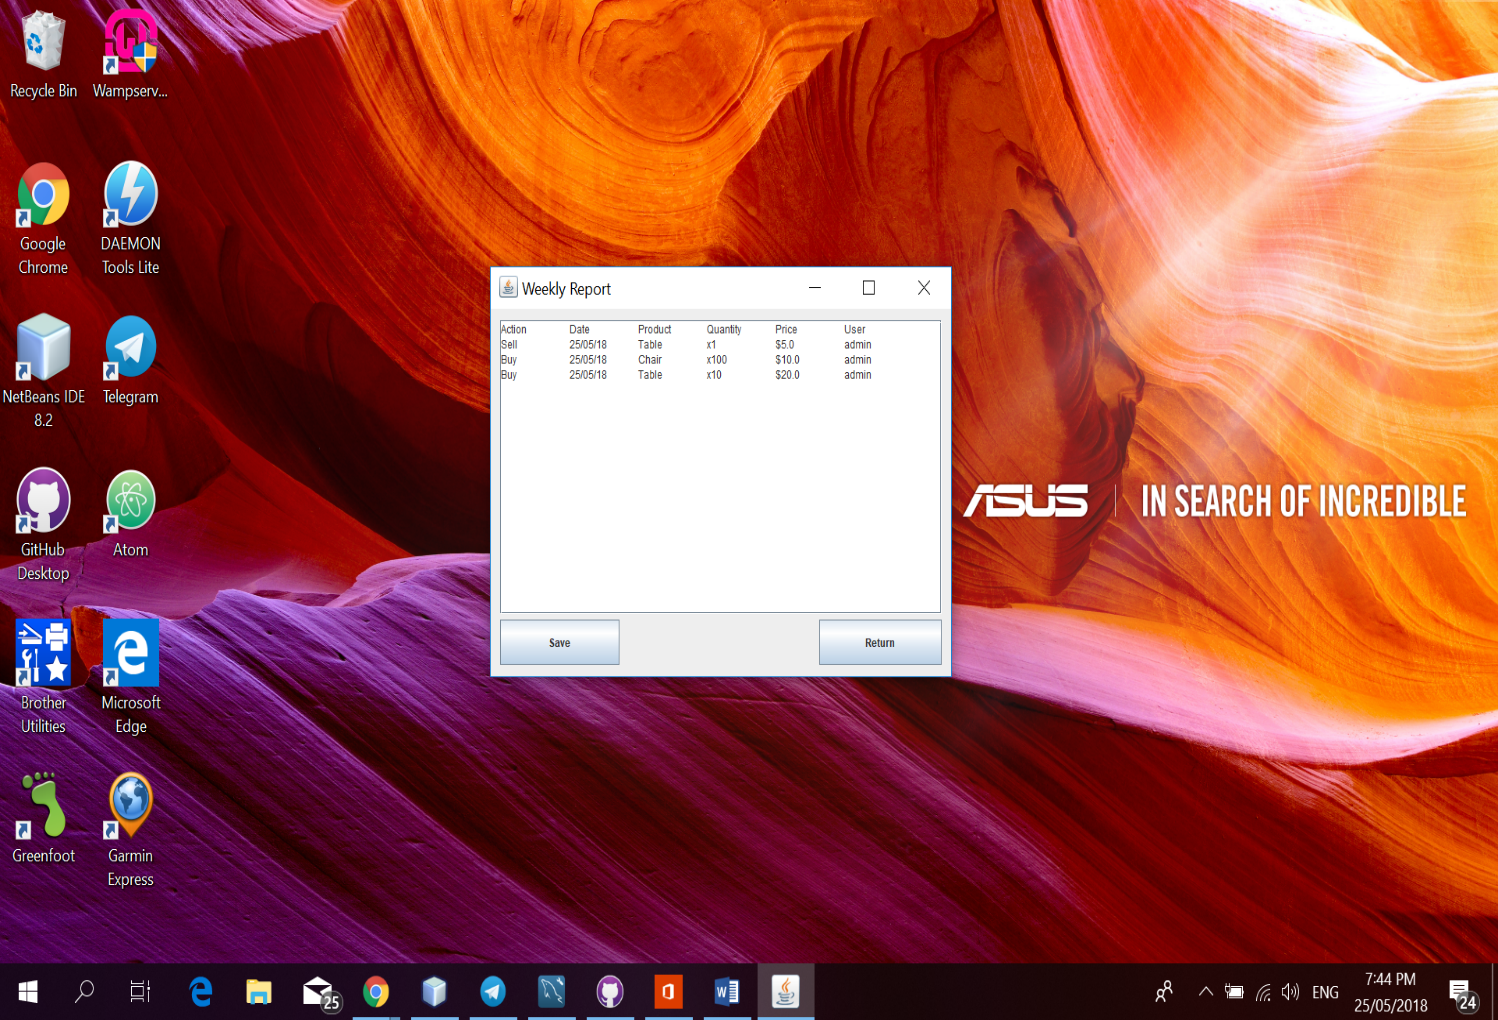 Recycle Bin
Wampserv...
Google
Chrome
DAEMON
Tools Lite
NetBeans IDE
8.2
Telegram
GitHub
Desktop
Atom
Brother
Utilities
Microsoft
Edge
Greenfoot
Garmin
Express
Weekly Report
Action Date Product Quantity Price User
Sell 25/05/18 Table x1 $5.0 admin
Buy 25/05/18 Chair x100 $10.0 admin
Buy 25/05/18 Table x10 $20.0 admin
Save
Return
ASUS | IN SEARCH OF INCREDIBLE
25
ENG
7:44 PM
25/05/2018
24